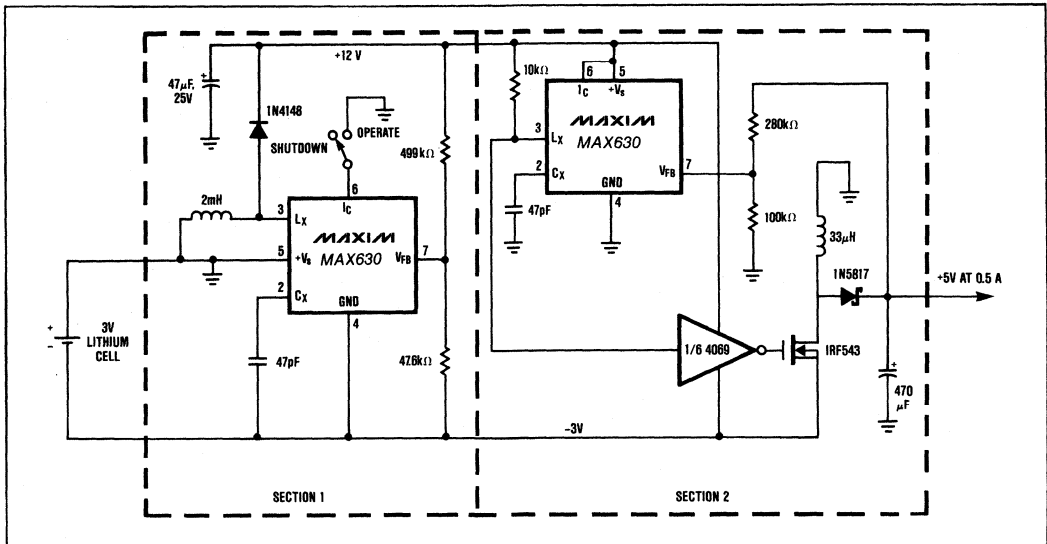 +12 V
+
47μF,
25V
1N4148
SHUTDOWN
OPERATE
499kΩ
6
IC
2mH
3
LX
MAXIM
MAX630
5
+VS
VFB
7
2
CX
GND
4
+
-
3V
LITHIUM
CELL
47pF
47.6kΩ
SECTION 1
10kΩ
6
5
IC
+VS
3
LX
MAXIM
MAX630
2
CX
VFB
7
GND
4
47pF
280kΩ
100kΩ
33μH
1N5817
+5V AT 0.5 A
1/6 4069
IRF543
+
470
μF
-3V
SECTION 2